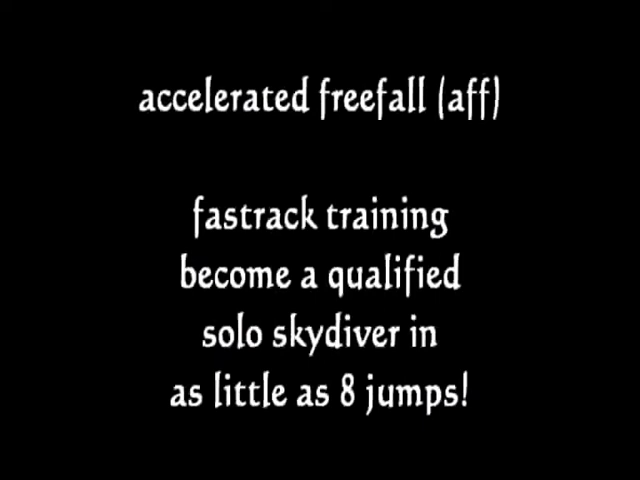 accelerated freefall (aff)
fastrack training
become a qualified
solo skydiver in
as little as 8 jumps!